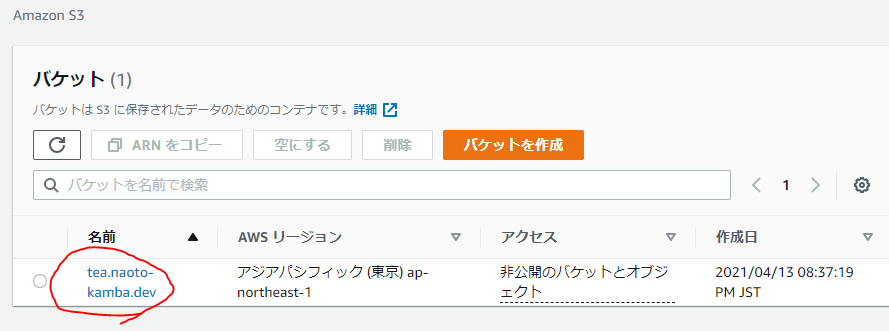 Amazon S3
バケット (1)
バケットは S3 に保存されたデータのためのコンテナです。詳細
ARN をコピー 空にする 削除 バケットを作成
バケットを名前で検索 1
名前 AWS リージョン アクセス 作成日
tea.naoto- アジアパシフィック (東京) ap- 非公開のバケットとオブジ 2021/04/13 08:37:19
kamba.dev northeast-1 ェクト PM JST